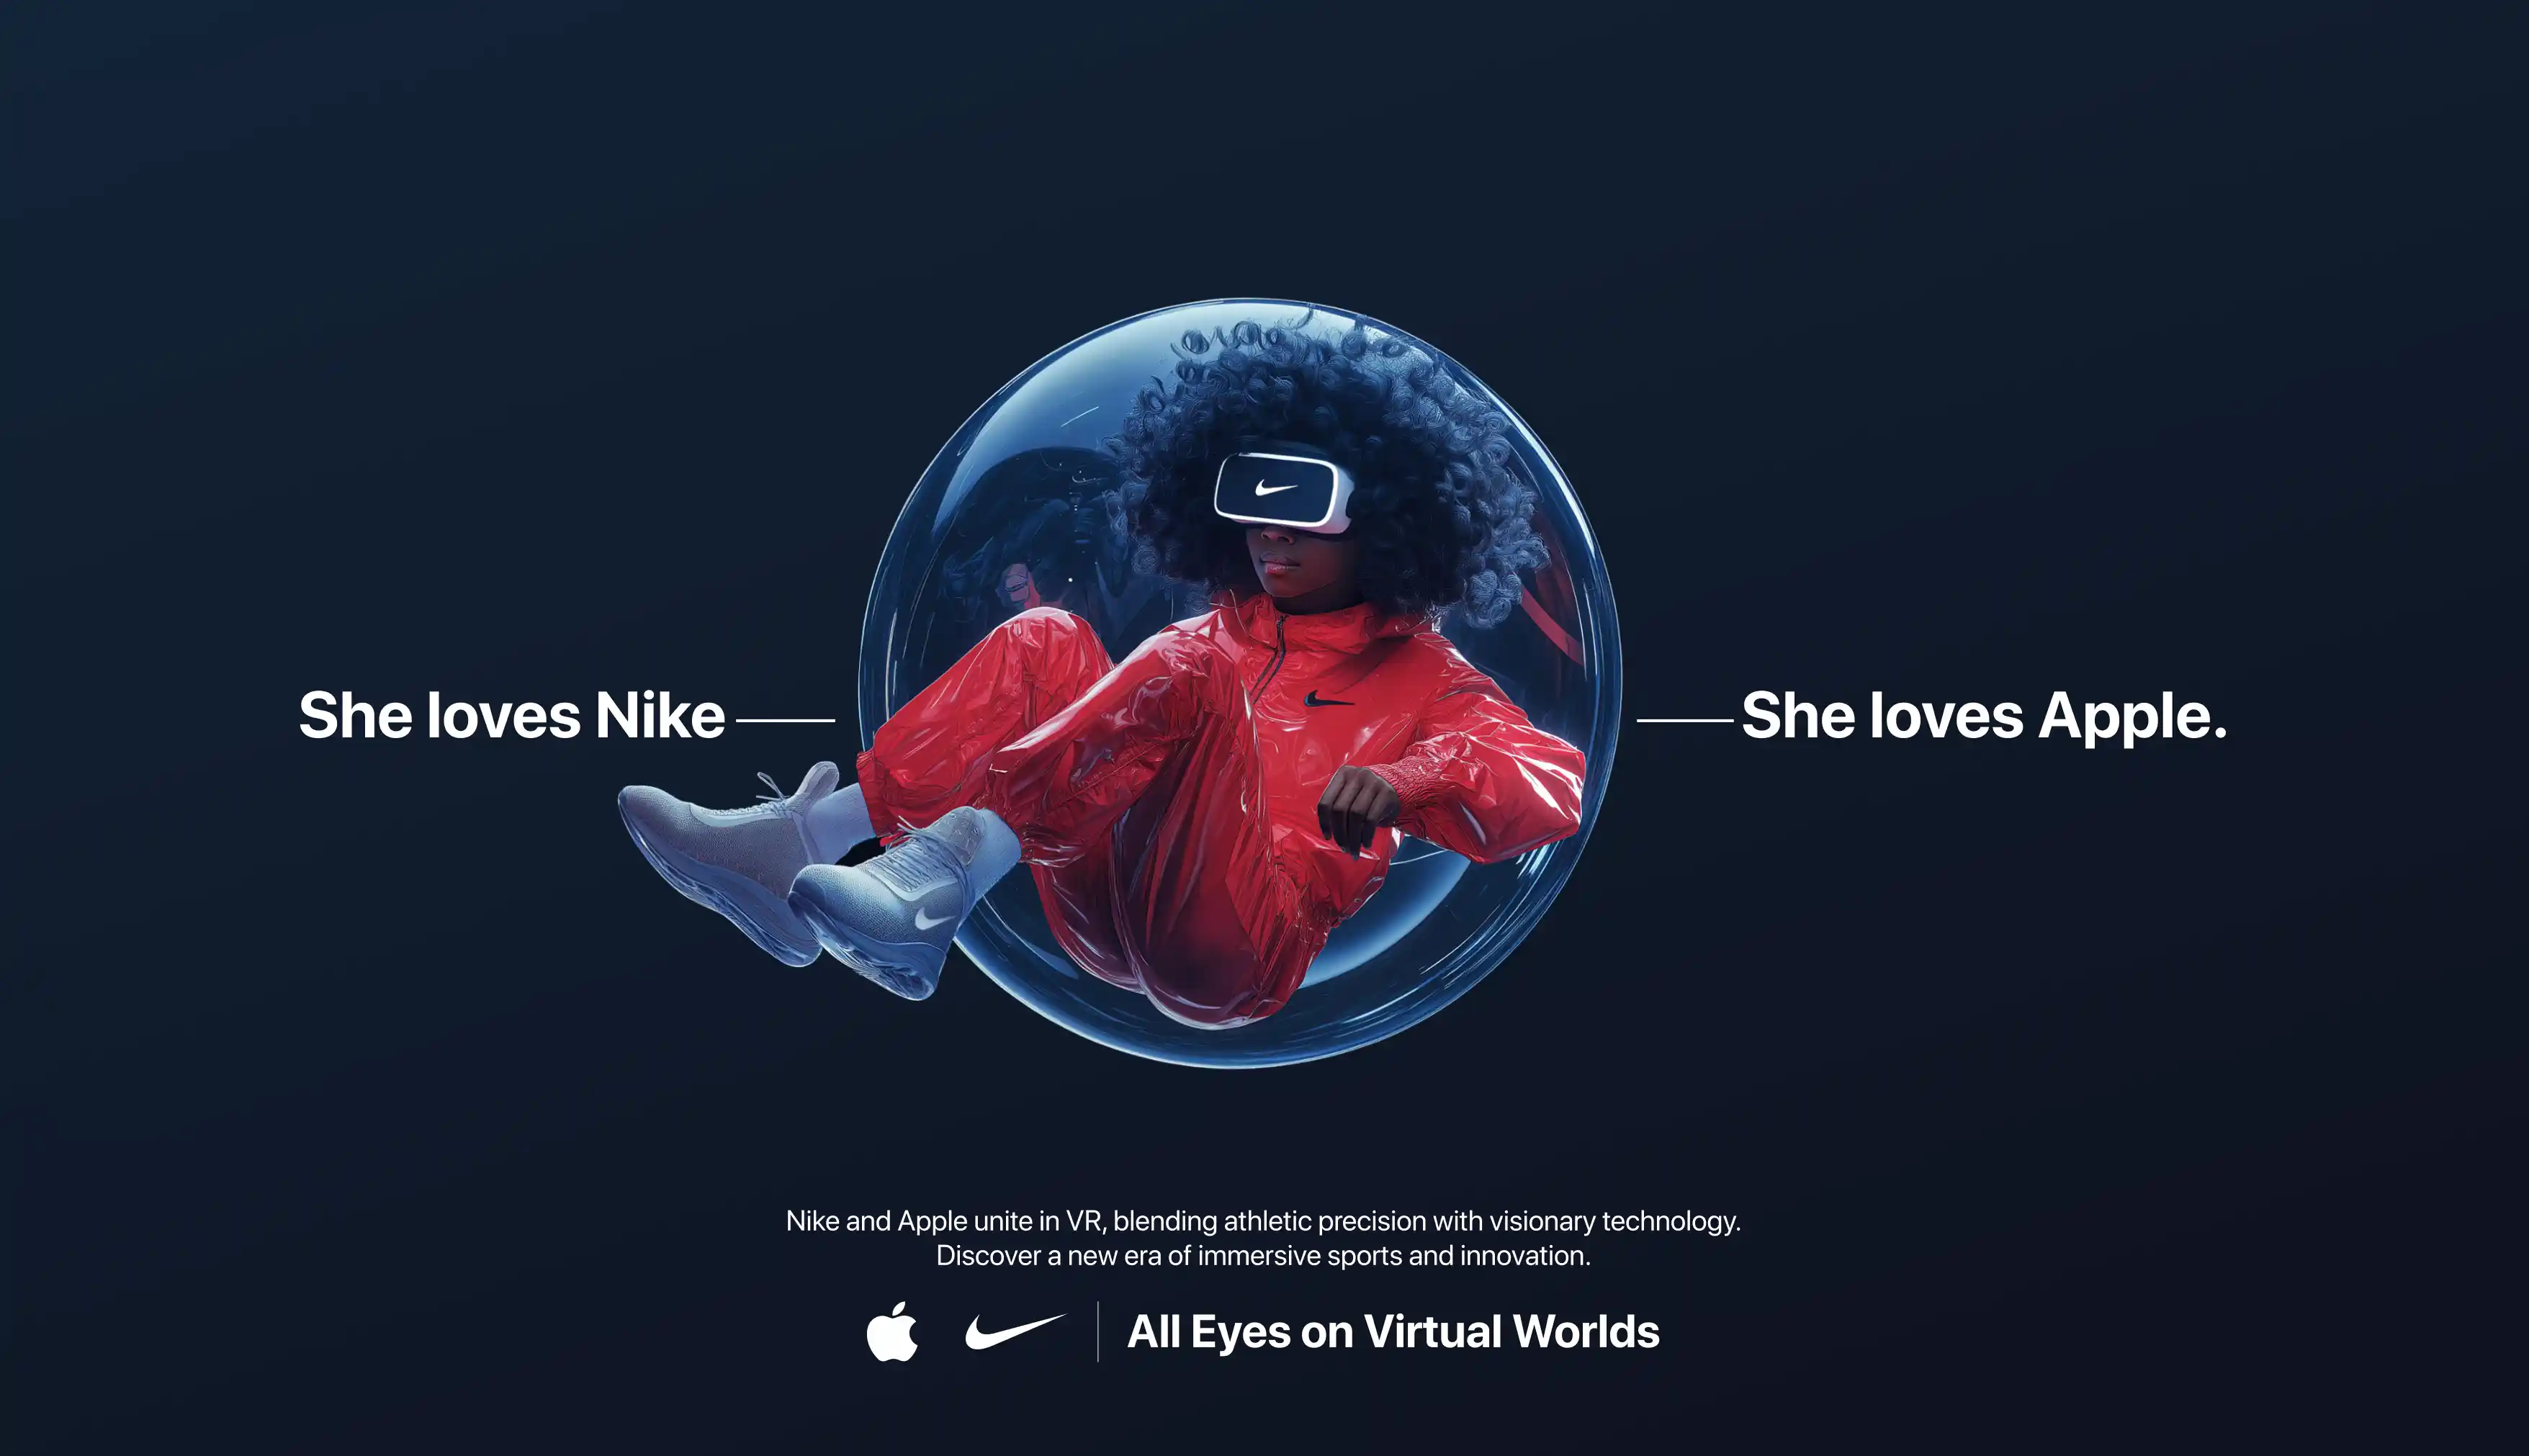 She loves Nike
She loves Apple.
Nike and Apple unite in VR, blending athletic precision with visionary technology.
Discover a new era of immersive sports and innovation.
All Eyes on Virtual Worlds